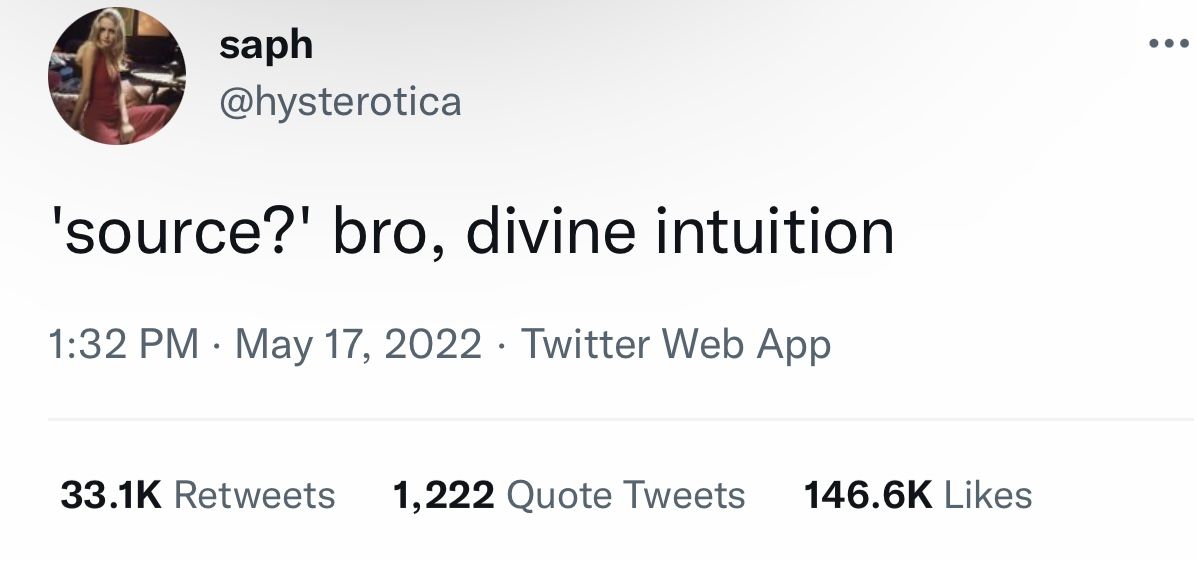 saph
@hysterotica
'source?' bro, divine intuition
1:32 PM · May 17, 2022 · Twitter Web App
33.1K Retweets 1,222 Quote Tweets 146.6K Likes